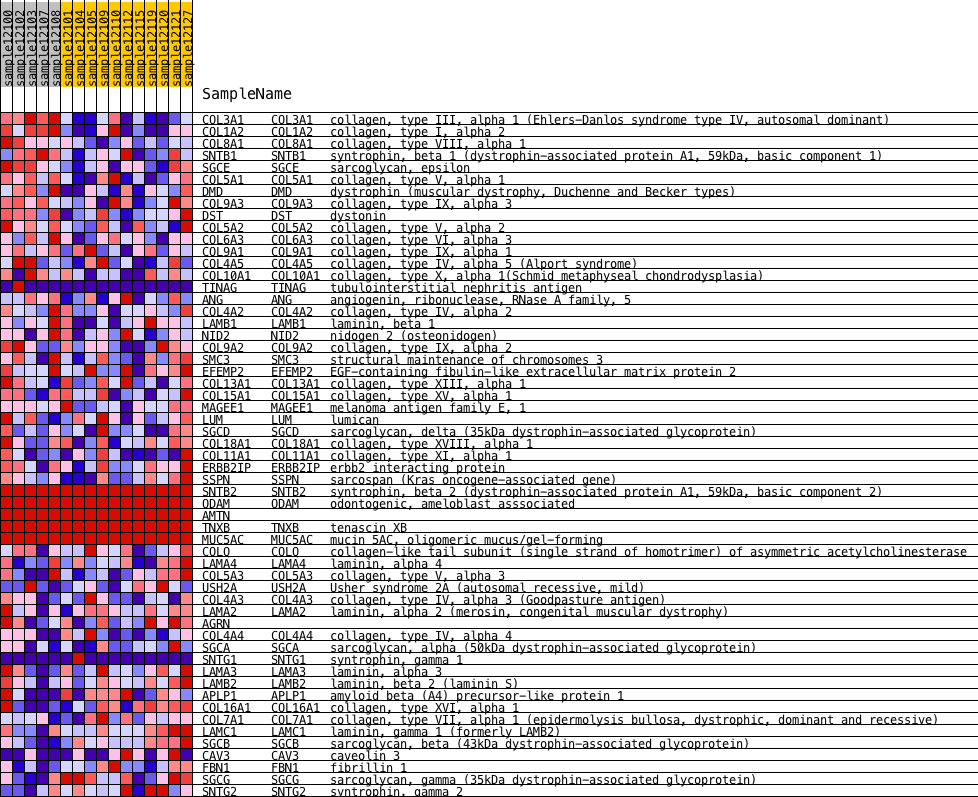 sample12100 sample12102 sample12103 sample12107 sample12108 sample12101 sample12104 sample12105 sample12109 sample12110 sample12112 sample12115 sample12119 sample12120 sample12121 sample12127
SampleName
COL3A1 COL3A1 collagen, type III, alpha 1 (Ehlers-Danlos syndrome type IV, autosomal dominant)
COL1A2 COL1A2 collagen, type I, alpha 2
COL8A1 COL8A1 collagen, type VIII, alpha 1
SNTB1 SNTB1 syntrophin, beta 1 (dystrophin-associated protein A1, 59kDa, basic component 1)
SGCE SGCE sarcoglycan, epsilon
COL5A1 COL5A1 collagen, type V, alpha 1
DMD DMD dystrophin (muscular dystrophy, Duchenne and Becker types)
COL9A3 COL9A3 collagen, type IX, alpha 3
DST DST dystonin
COL5A2 COL5A2 collagen, type V, alpha 2
COL6A3 COL6A3 collagen, type VI, alpha 3
COL9A1 COL9A1 collagen, type IX, alpha 1
COL4A5 COL4A5 collagen, type IV, alpha 5 (Alport syndrome)
COL10A1 COL10A1 collagen, type X, alpha 1(Schmid metaphyseal chondrodysplasia)
TINAG TINAG tubulointerstitial nephritis antigen
ANG ANG angiogenin, ribonuclease, RNase A family, 5
COL4A2 COL4A2 collagen, type IV, alpha 2
LAMB1 LAMB1 laminin, beta 1
NID2 NID2 nidogen 2 (osteonidogen)
COL9A2 COL9A2 collagen, type IX, alpha 2
SMC3 SMC3 structural maintenance of chromosomes 3
EFEMP2 EFEMP2 EGF-containing fibulin-like extracellular matrix protein 2
COL13A1 COL13A1 collagen, type XIII, alpha 1
COL15A1 COL15A1 collagen, type XV, alpha 1
MAGEE1 MAGEE1 melanoma antigen family E, 1
LUM LUM lumican
SGCD SGCD sarcoglycan, delta (35kDa dystrophin-associated glycoprotein)
COL18A1 COL18A1 collagen, type XVIII, alpha 1
COL11A1 COL11A1 collagen, type XI, alpha 1
ERBB2IP ERBB2IP erbb2 interacting protein
SSPN SSPN sarcospan (Kras oncogene-associated gene)
SNTB2 SNTB2 syntrophin, beta 2 (dystrophin-associated protein A1, 59kDa, basic component 2)
ODAM ODAM odontogenic, ameloblast asssociated
AMTN
TNXB TNXB tenascin XB
MUC5AC MUC5AC mucin 5AC, oligomeric mucus/gel-forming
COLQ COLQ collagen-like tail subunit (single strand of homotrimer) of asymmetric acetylcholinesterase
LAMA4 LAMA4 laminin, alpha 4
COL5A3 COL5A3 collagen, type V, alpha 3
USH2A USH2A Usher syndrome 2A (autosomal recessive, mild)
COL4A3 COL4A3 collagen, type IV, alpha 3 (Goodpasture antigen)
LAMA2 LAMA2 laminin, alpha 2 (merosin, congenital muscular dystrophy)
AGRN
COL4A4 COL4A4 collagen, type IV, alpha 4
SGCA SGCA sarcoglycan, alpha (50kDa dystrophin-associated glycoprotein)
SNTG1 SNTG1 syntrophin, gamma 1
LAMA3 LAMA3 laminin, alpha 3
LAMB2 LAMB2 laminin, beta 2 (laminin S)
APLP1 APLP1 amyloid beta (A4) precursor-like protein 1
COL16A1 COL16A1 collagen, type XVI, alpha 1
COL7A1 COL7A1 collagen, type VII, alpha 1 (epidermolysis bullosa, dystrophic, dominant and recessive)
LAMC1 LAMC1 laminin, gamma 1 (formerly LAMB2)
SGCB SGCB sarcoglycan, beta (43kDa dystrophin-associated glycoprotein)
CAV3 CAV3 caveolin 3
FBN1 FBN1 fibrillin 1
SGCG SGCG sarcoglycan, gamma (35kDa dystrophin-associated glycoprotein)
SNTG2 SNTG2 syntrophin, gamma 2